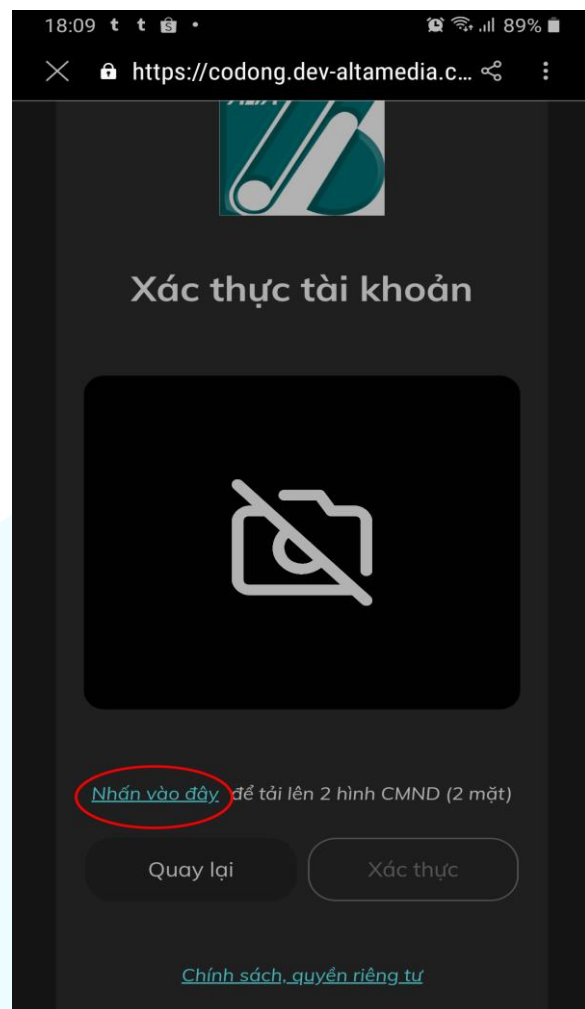 18:09 t t S • 89%
https://codong.dev-altamedia.c...
Xác thực tài khoản
Nhấn vào đây để tải lên 2 hình CMND (2 mặt)
Quay lại Xác thực
Chính sách, quyền riêng tư